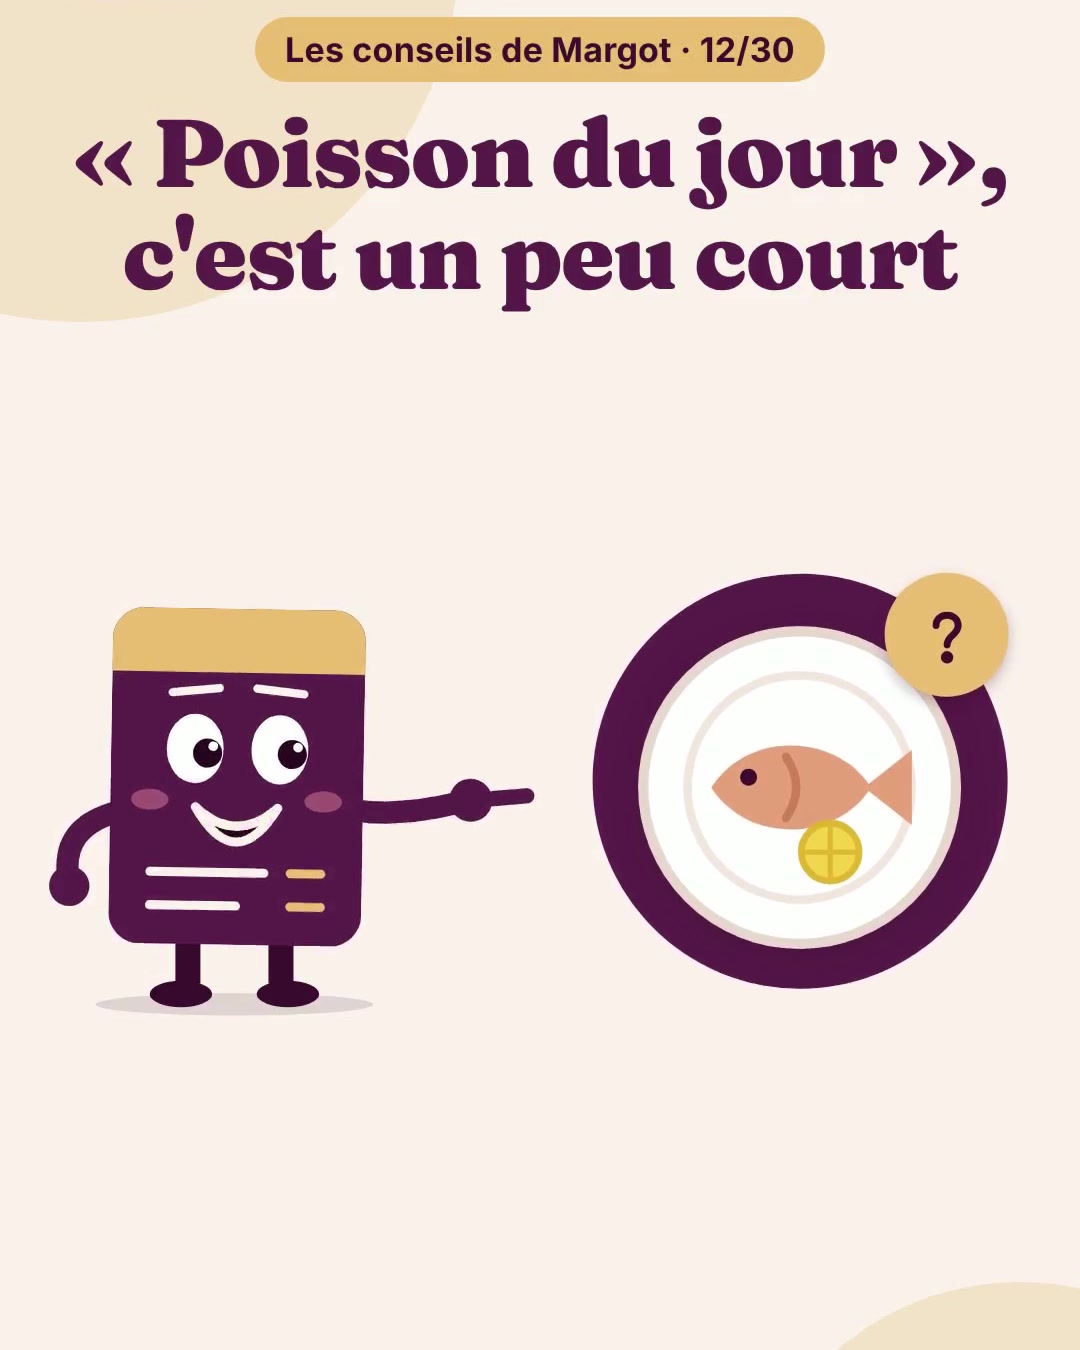 Les conseils de Margot · 12/30
« Poisson du jour »,
c'est un peu court
?